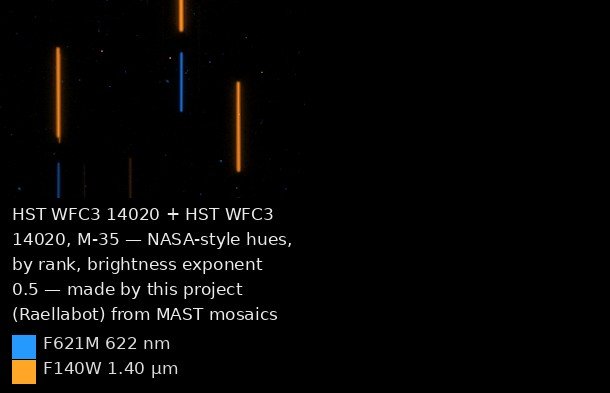 HST WFC3 14020 + HST WFC3
14020, M-35 — NASA-style hues,
by rank, brightness exponent
0.5 — made by this project
(Raellabot) from MAST mosaics
F621M 622 nm
F140W 1.40 μm